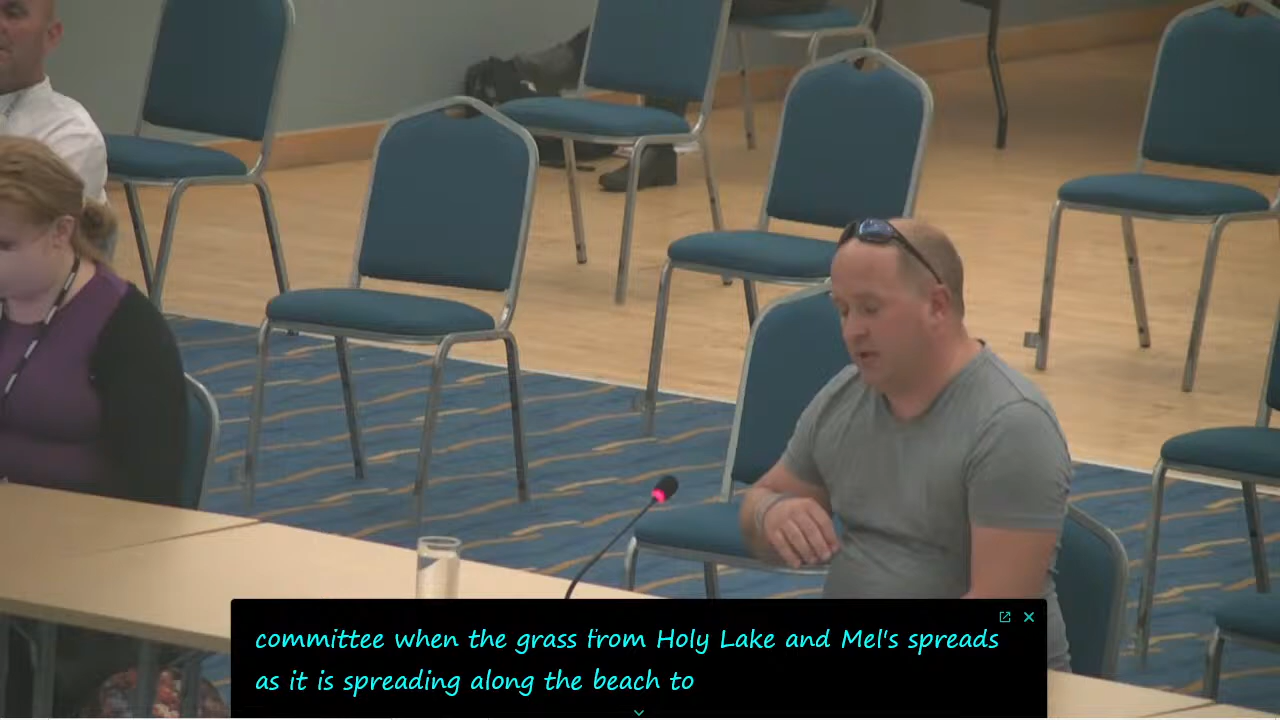 committee when the grass from Holy Lake and Mel's spreads
as it is spreading along the beach to